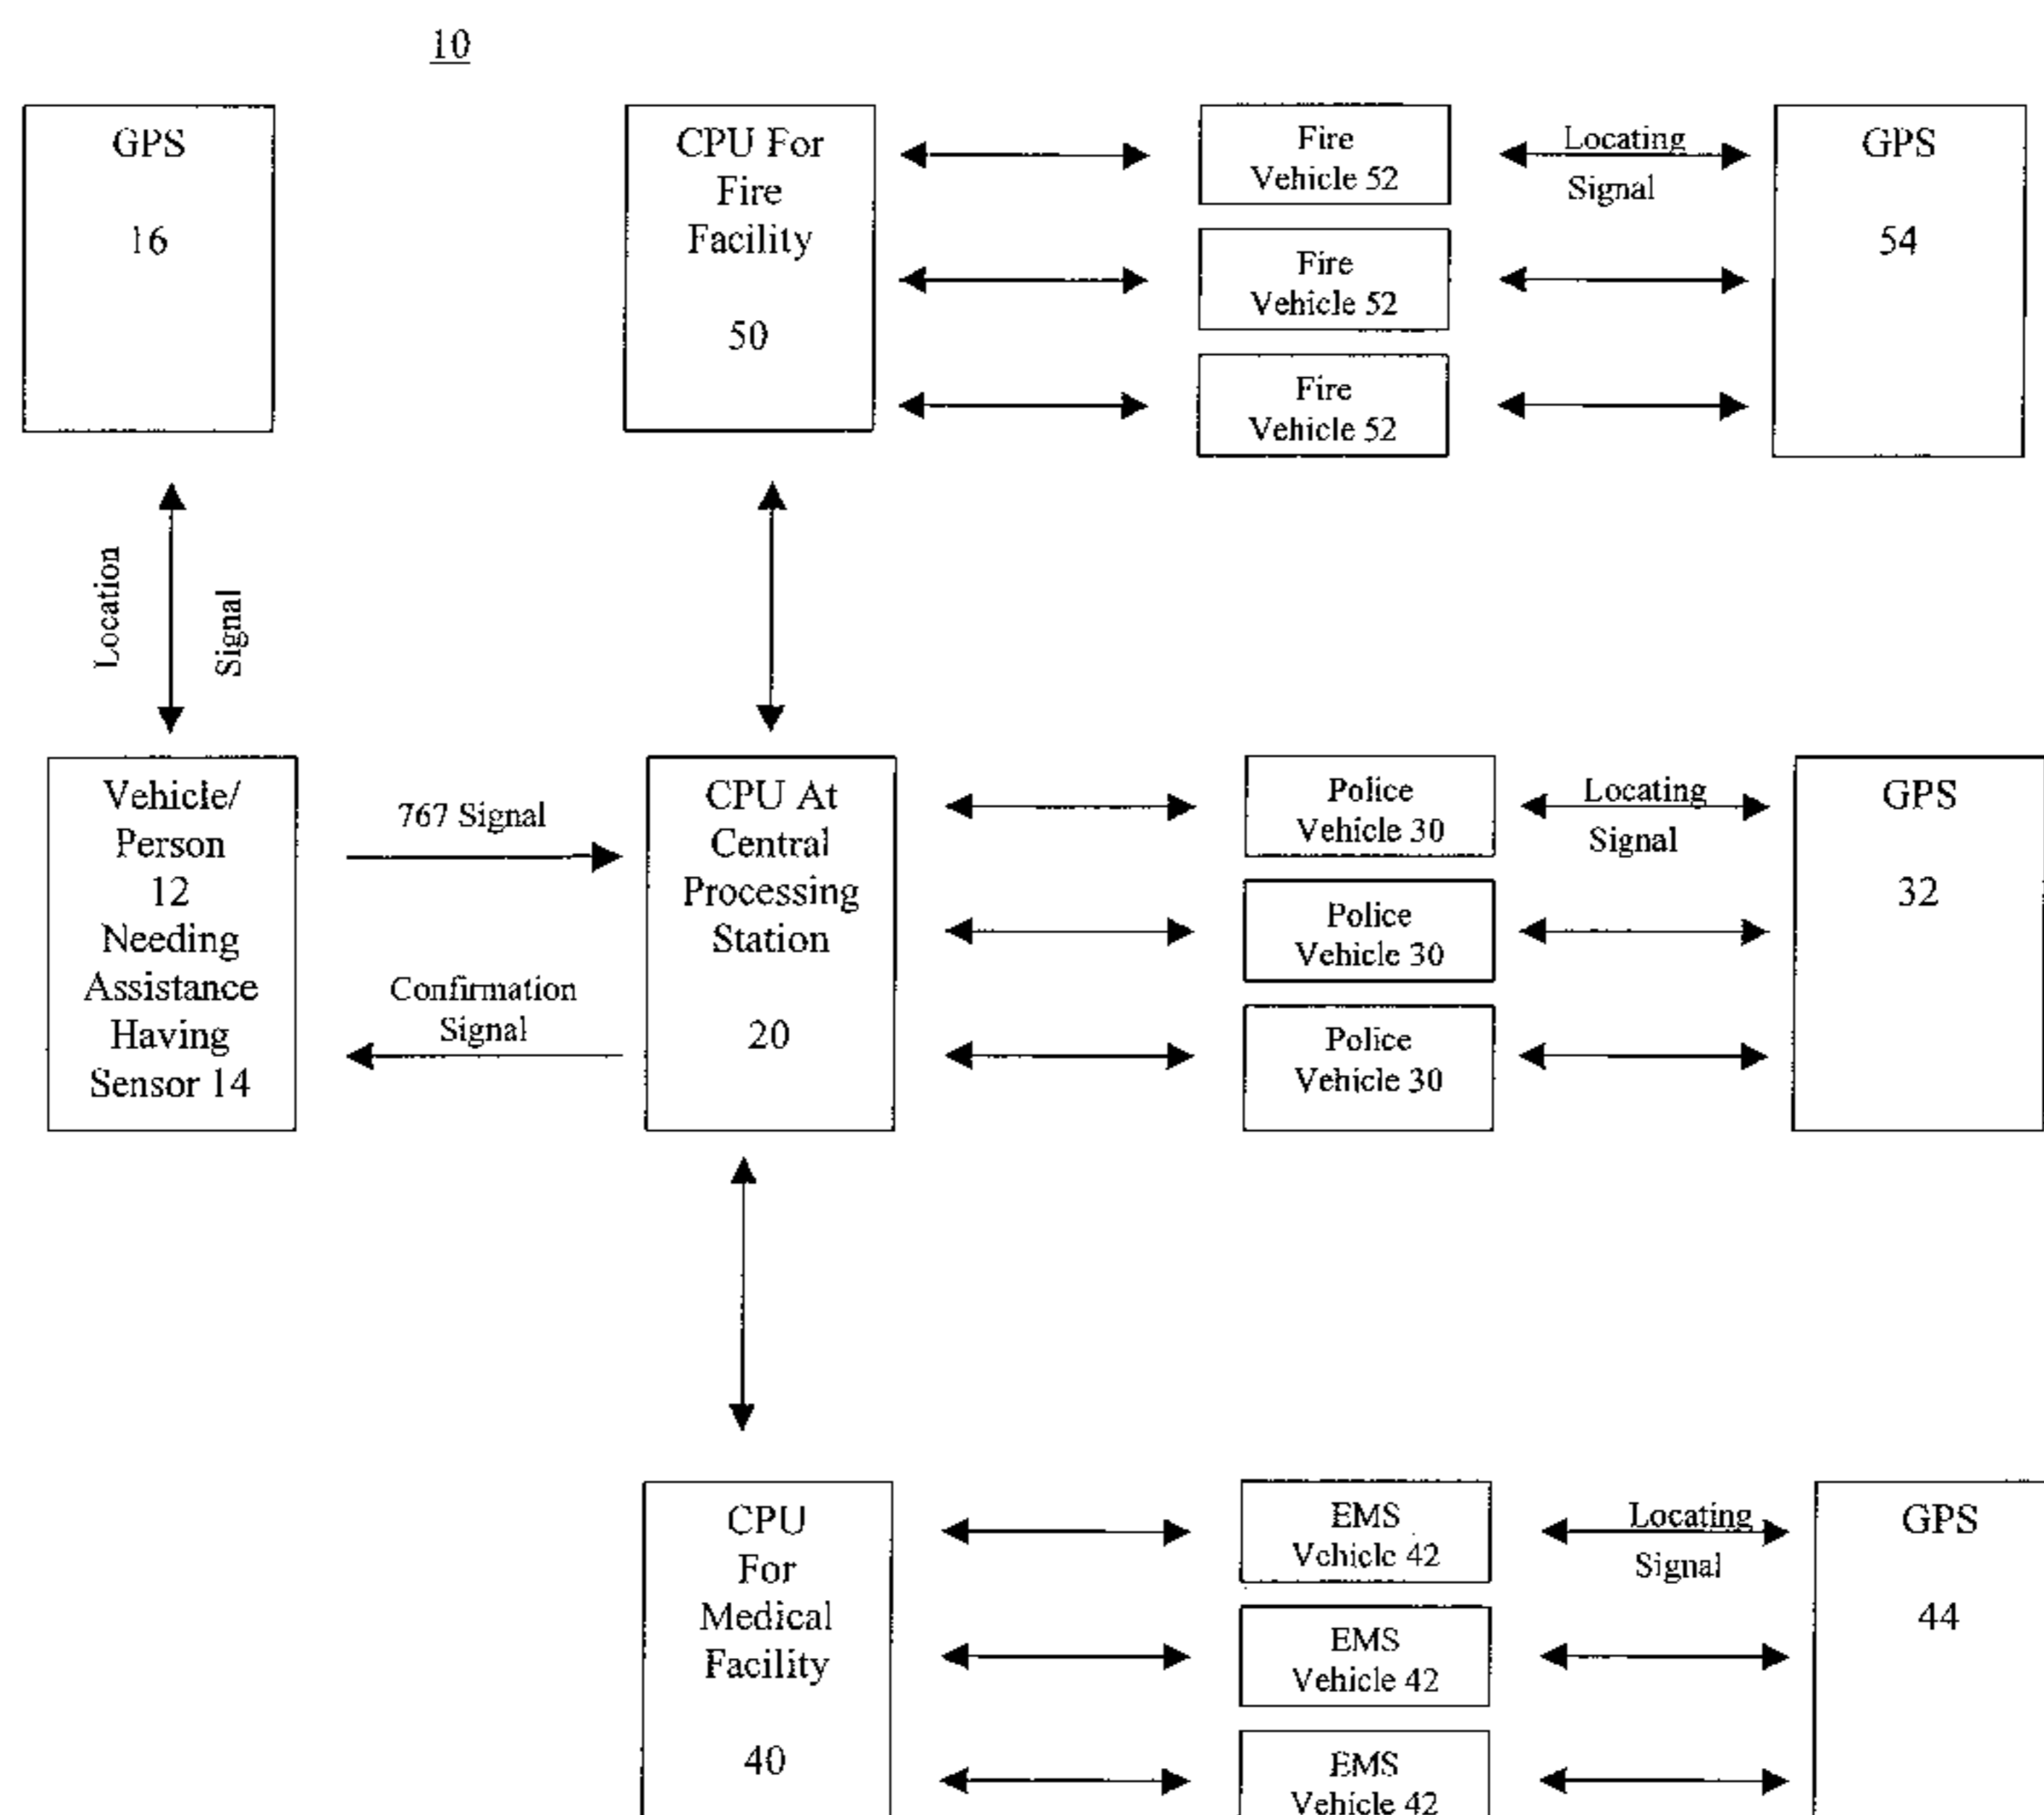 10
GPS
16
CPU For
Fire
Facility
50
Fire
Vehicle 52
Fire
Vehicle 52
Fire
Vehicle 52
Locating
Signal
GPS
54
Location
Signal
Vehicle/
Person
12
Needing
Assistance
Having
Sensor 14
767 Signal
Confirmation
Signal
CPU At
Central
Processing
Station
20
Police
Vehicle 30
Police
Vehicle 30
Police
Vehicle 30
Locating
Signal
GPS
32
CPU
For
Medical
Facility
40
EMS
Vehicle 42
EMS
Vehicle 42
EMS
Vehicle 42
Locating
Signal
GPS
44